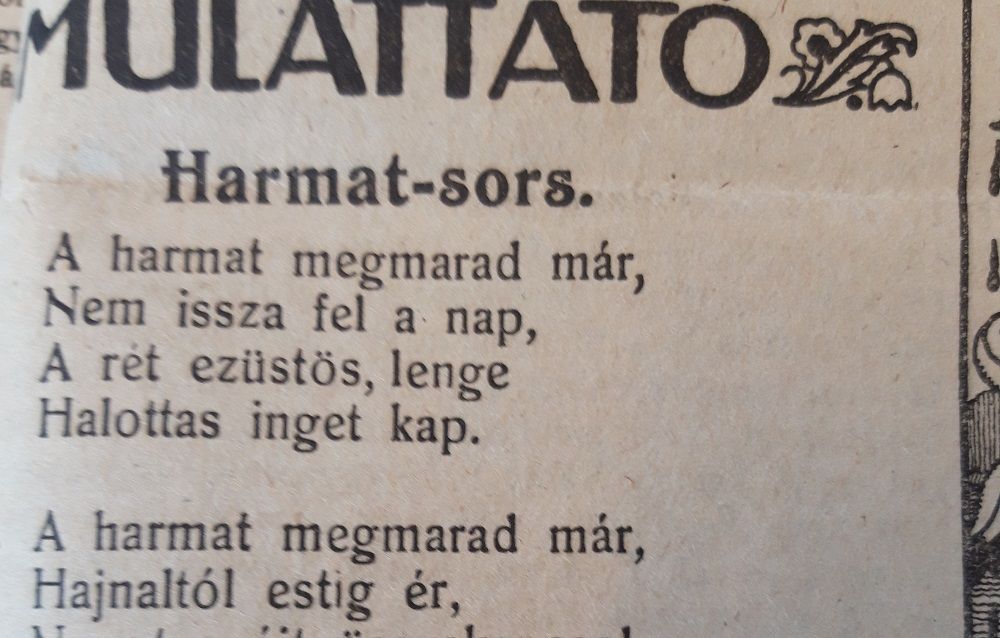 MULATTATÓ
Harmat-sors.
A harmat megmarad már,
Nem issza fel a nap,
A rét ezüstös, lenge
Halottas inget kap.
A harmat megmarad már,
Hajnaltól estig ér,